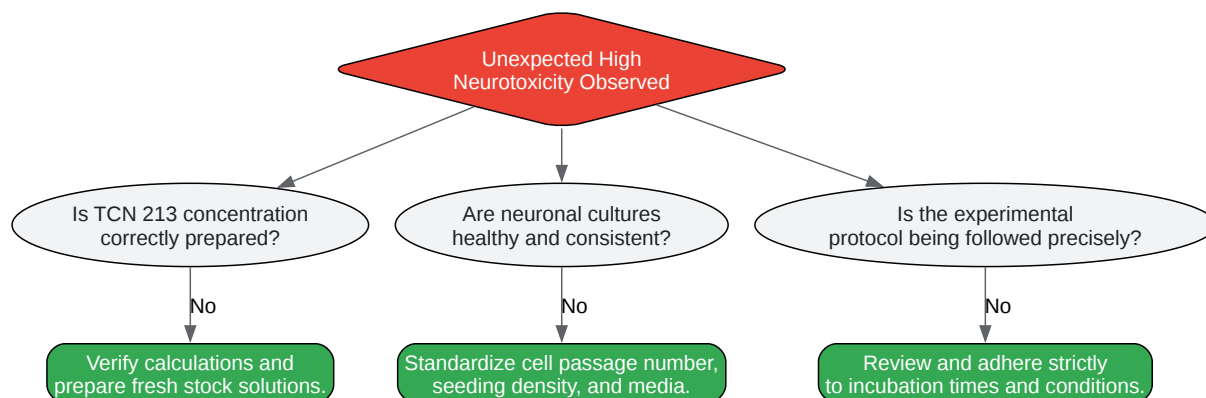 Unexpected High
Neurotoxicity Observed
Is TCN 213 concentration
correctly prepared?
Are neuronal cultures
healthy and consistent?
Is the experimental
protocol being followed precisely?
No
No
No
Verify calculations and
prepare fresh stock solutions.
Standardize cell passage number,
seeding density, and media.
Review and adhere strictly
to incubation times and conditions.